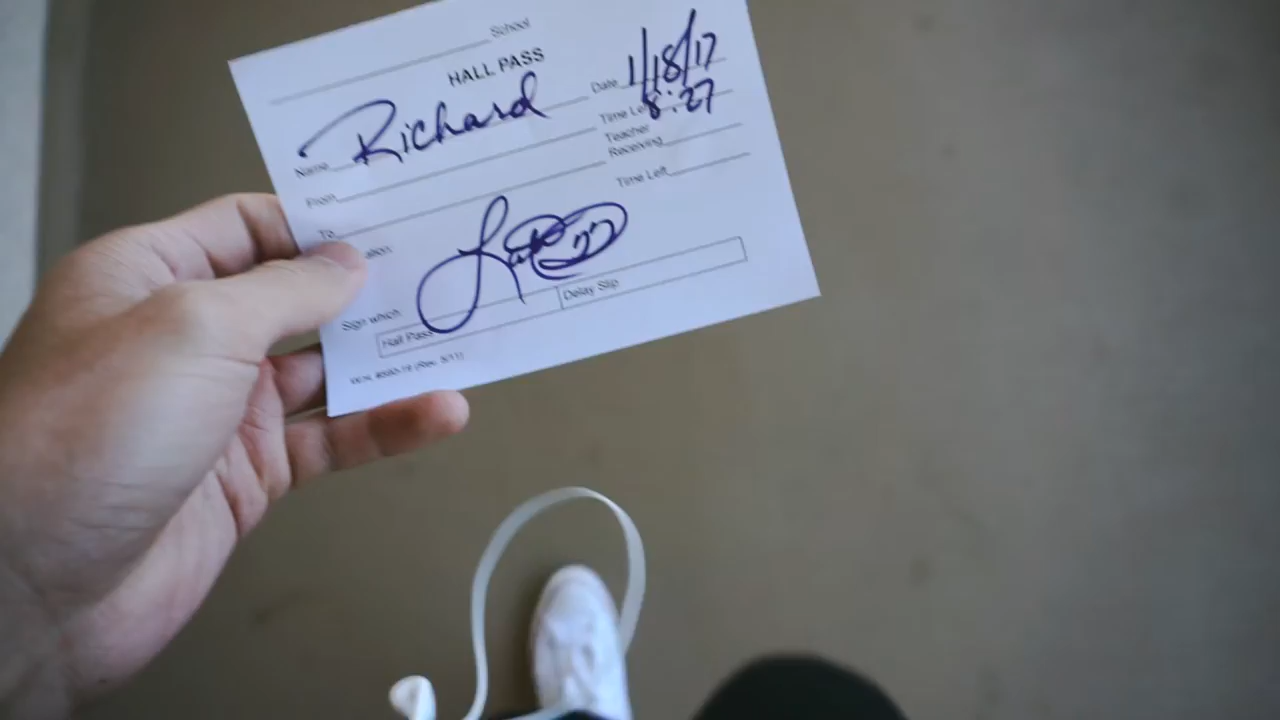 School
HALL PASS
Name Richard Date 1/18/17
From Time 8:27
To Teacher
Receiving
Time Left
Sign which
Hall Pass Delay Slip